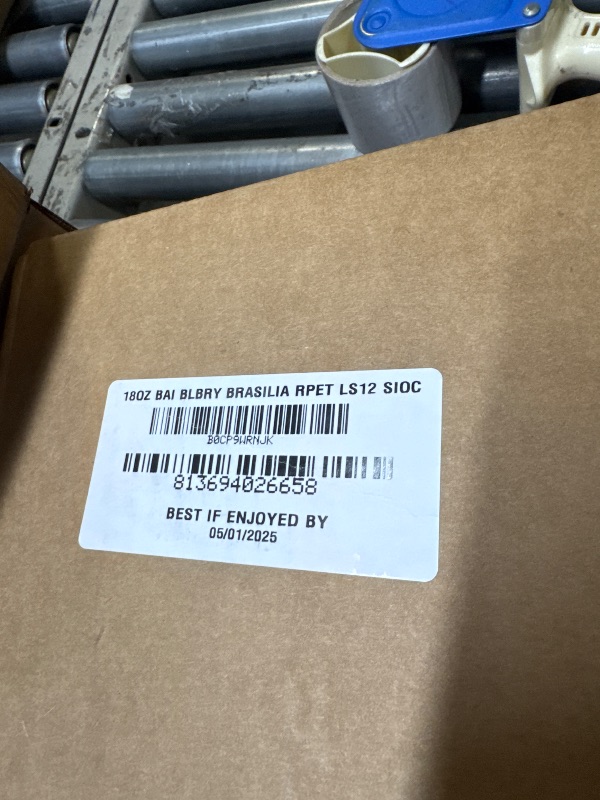 18OZ BAI BLBRY BRASILIA RPET LS12 SIOC
B0CP9WRNJK
813694026658
BEST IF ENJOYED BY
05/01/2025